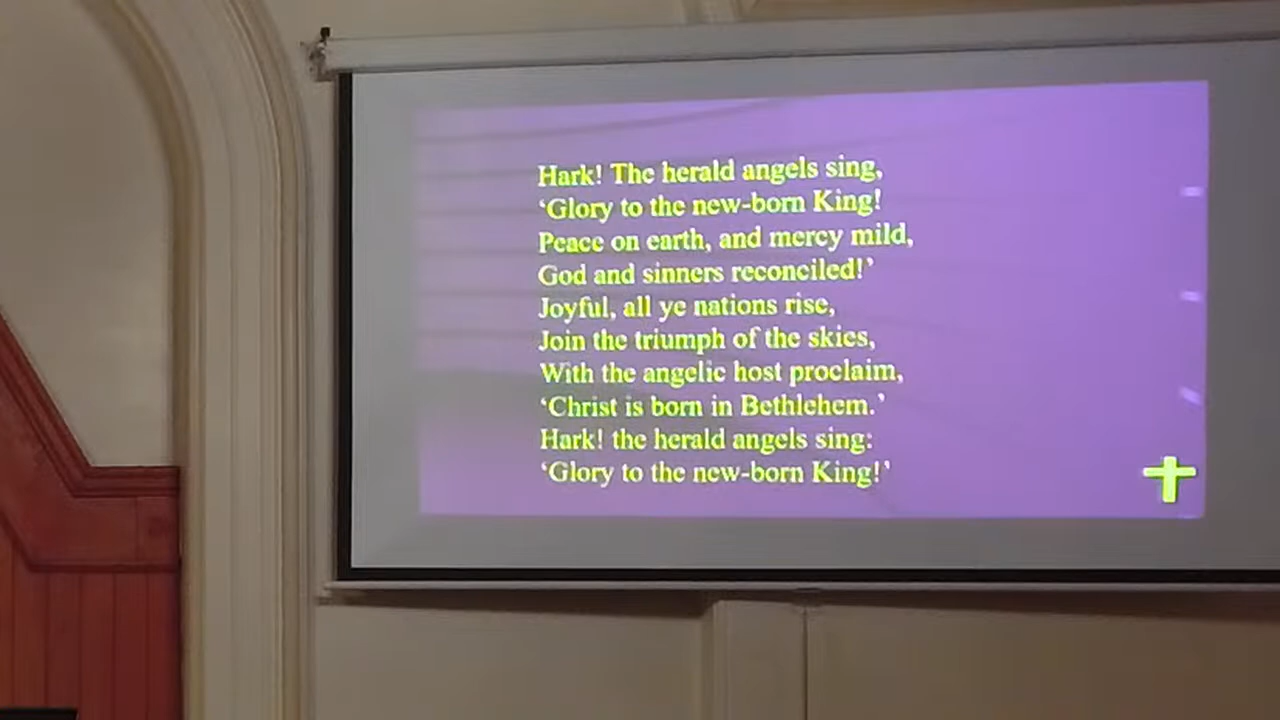 Hark! The herald angels sing,
‘Glory to the new-born King!
Peace on earth, and mercy mild,
God and sinners reconciled!’
Joyful, all ye nations rise,
Join the triumph of the skies,
With the angelic host proclaim,
‘Christ is born in Bethlehem.’
Hark! the herald angels sing:
‘Glory to the new-born King!’